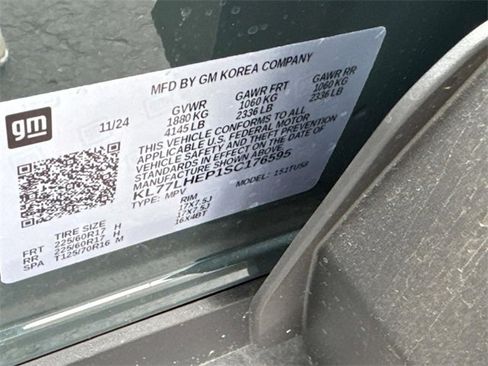 MFD BY GM KOREA COMPANY
gm
11/24
GVWR
1880 KG
4145 LB
GAWR FRT
1060 KG
2336 LB
GAWR RR
1060 KG
2336 LB
THIS VEHICLE CONFORMS TO ALL
APPLICABLE U.S. FEDERAL MOTOR
VEHICLE SAFETY AND THEFT PREVENTION
STANDARDS IN EFFECT ON THE DATE OF
MANUFACTURE SHOWN ABOVE.
KL77LHEP1SC176595
TYPE: MPV MODEL: 1S1TUS8
TIRE SIZE RIM
FRT 225/60R17 H 17X7.5J
RR 225/60R17 H 17X7.5J
SPA T125/70R16 M 16X4BT